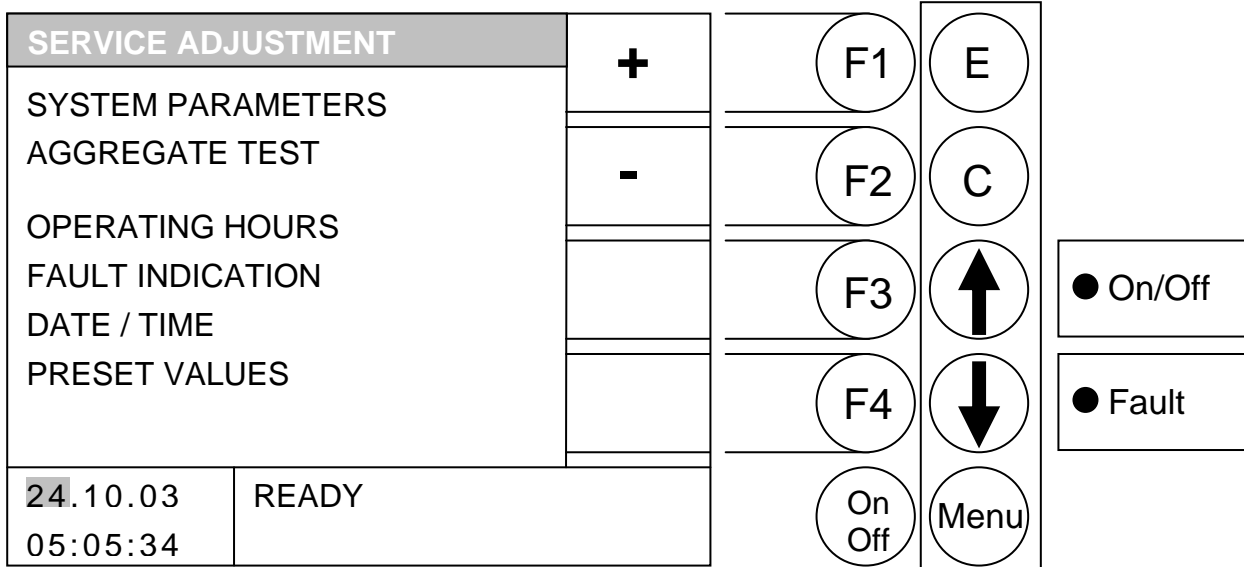 SERVICE ADJUSTMENT
SYSTEM PARAMETERS
AGGREGATE TEST
OPERATING HOURS
FAULT INDICATION
DATE / TIME
PRESET VALUES
24.10.03
05:05:34
READY
+
-
F1
F2
F3
F4
On
Off
E
C
Menu
On/Off
Fault